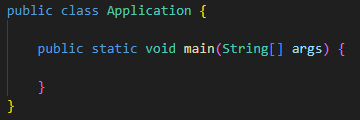 public class Application {
    public static void main(String[] args) {
    }
}